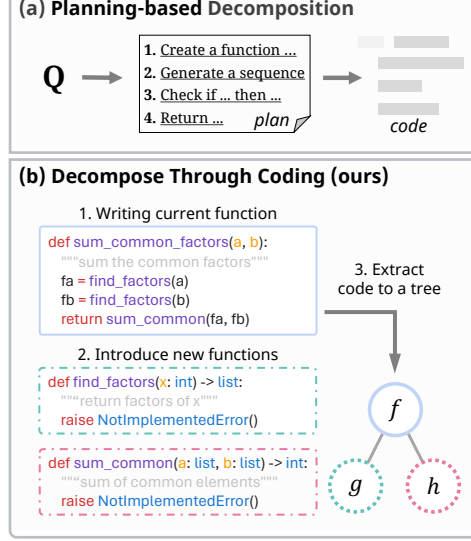 (a) Planning-based Decomposition
Q
1. Create a function ...
2. Generate a sequence
3. Check if ... then ...
4. Return ...
plan
code
(b) Decompose Through Coding (ours)
1. Writing current function
def sum_common_factors(a, b):
"""sum the common factors"""
fa = find_factors(a)
fb = find_factors(b)
return sum_common(fa, fb)
2. Introduce new functions
def find_factors(x: int) -> list:
"""return factors of x"""
raise NotImplementedError()
def sum_common(a: list, b: list) -> int:
"""sum of common elements"""
raise NotImplementedError()
3. Extract
code to a tree
f
g
h